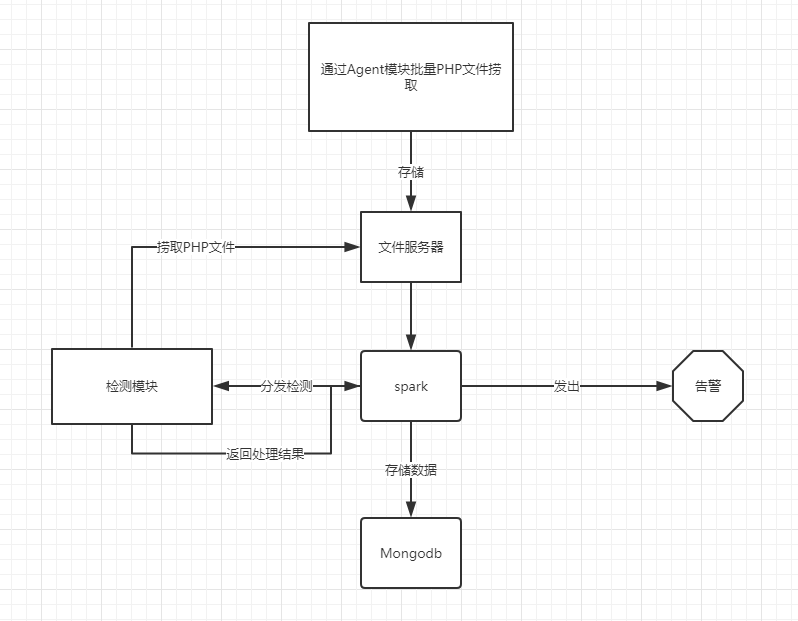 通过Agent模块批量PHP文件捞
取
存储
捞取PHP文件
文件服务器
检测模块
分发检测
spark
发出
告警
返回处理结果
存储数据
Mongodb